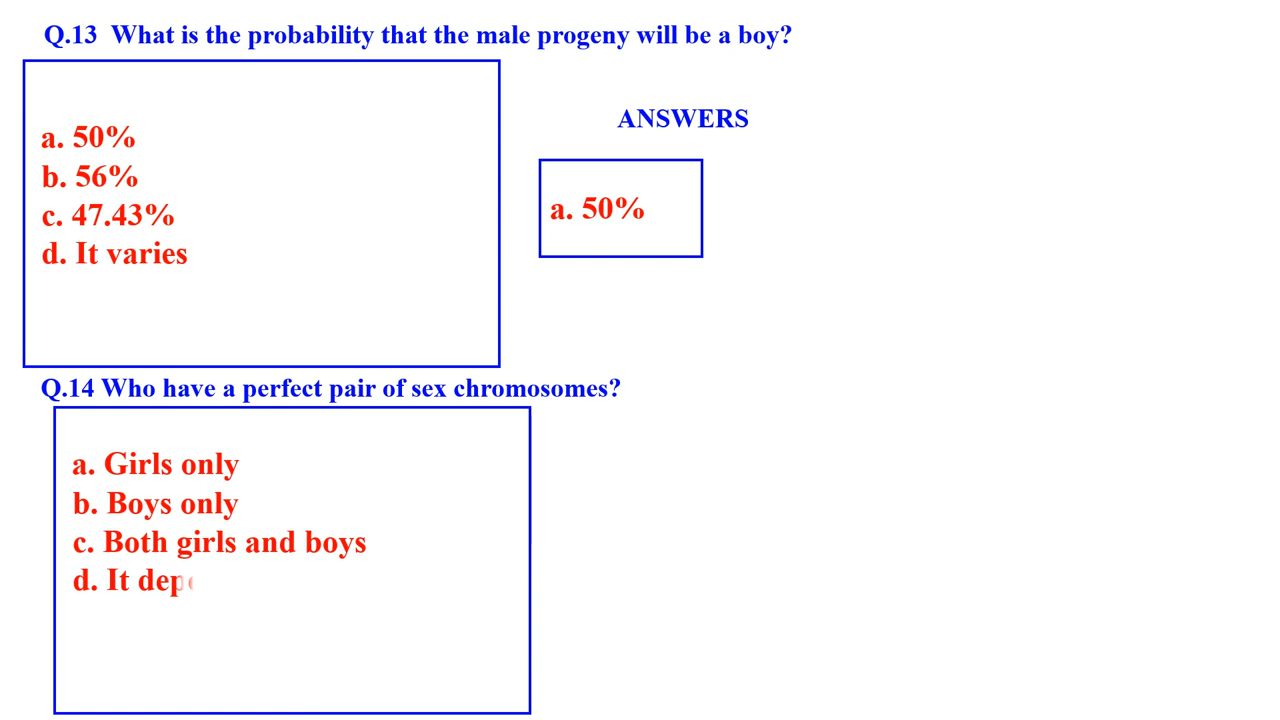 Q.13 What is the probability that the male progeny will be a boy?
a. 50%
b. 56%
c. 47.43%
d. It varies
ANSWERS
a. 50%
Q.14 Who have a perfect pair of sex chromosomes?
a. Girls only
b. Boys only
c. Both girls and boys
d. It